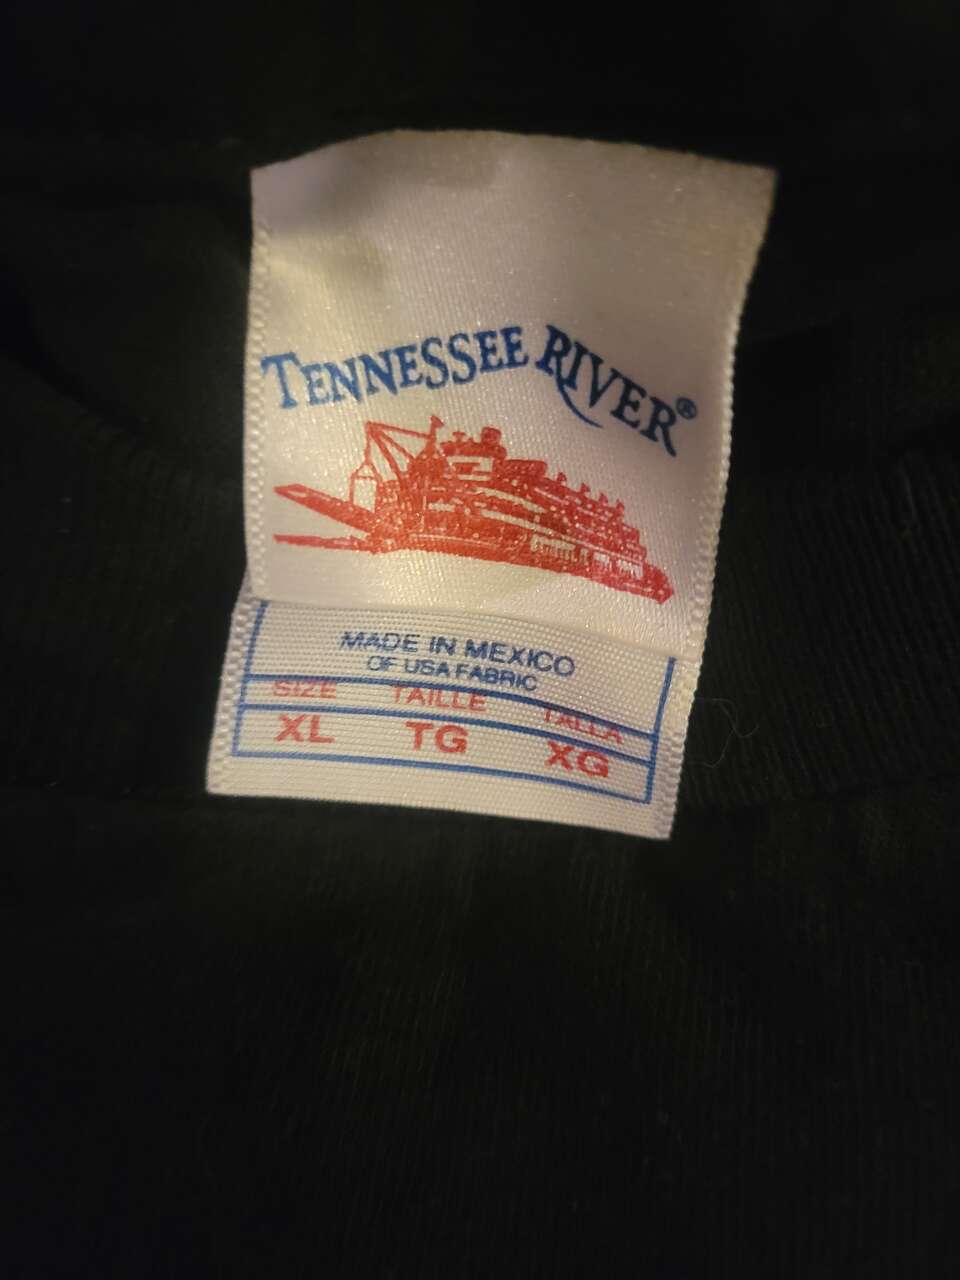 TENNESSEE RIVER®
MADE IN MEXICO
OF USA FABRIC
SIZE TAILLE TALLA
XL TG XG